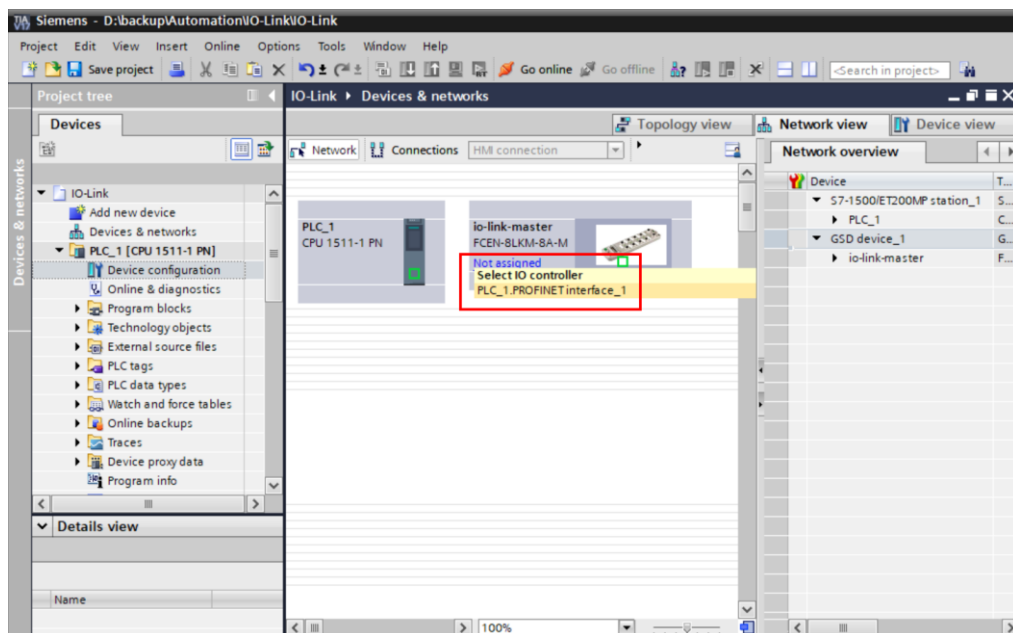 Siemens - D:\backup\Automation\IO-Link\IO-Link
Project Edit View Insert Online Options Tools Window Help
Save project Go online Go offline <Search in project>
Project tree
IO-Link Devices & networks
Devices
Topology view Network view Device view
Network Connections HMI connection
Network overview
Devices & networks
Device T...
IO-Link
Add new device
Devices & networks
PLC_1 [CPU 1511-1 PN]
Device configuration
Online & diagnostics
Program blocks
Technology objects
External source files
PLC tags
PLC data types
Watch and force tables
Online backups
Traces
Device proxy data
Program info
Details view
Name
PLC_1
CPU 1511-1 PN
io-link-master
FCEN-8LKM-8A-M
Not assigned
Select IO controller
PLC_1.PROFINET interface_1
100%
S7-1500/ET200MP station_1 S...
PLC_1 C...
GSD device_1 G...
io-link-master F...